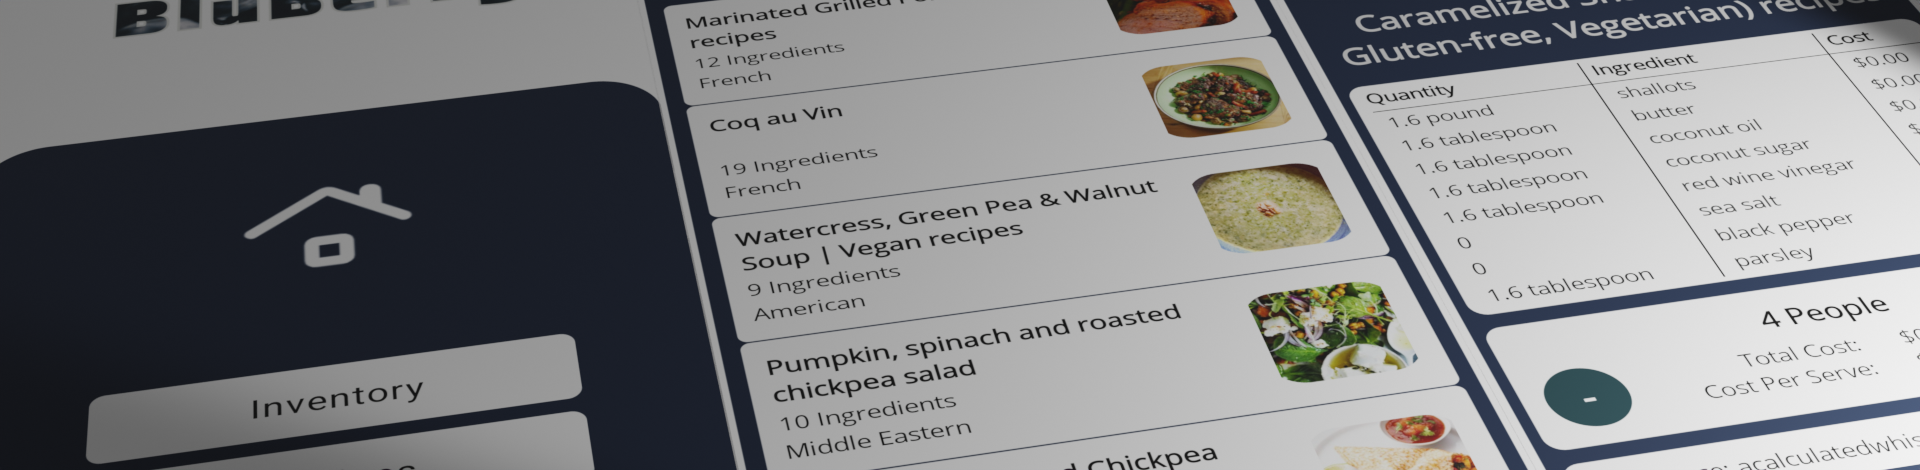 Inventory
Marinated Grilled
recipes
12 Ingredients
French
Coq au Vin
19 Ingredients
French
Watercress, Green Pea & Walnut
Soup | Vegan recipes
9 Ingredients
American
Pumpkin, spinach and roasted
chickpea salad
10 Ingredients
Middle Eastern
Chickpea
Caramelized
Gluten-free, Vegetarian) recipes
Quantity Ingredient Cost
1.6 pound shallots $0.00
1.6 tablespoon butter
1.6 tablespoon coconut oil
1.6 tablespoon coconut sugar
1.6 tablespoon red wine vinegar
0 sea salt
0 black pepper
1.6 tablespoon parsley
4 People
Total Cost:
Cost Per Serve:
-